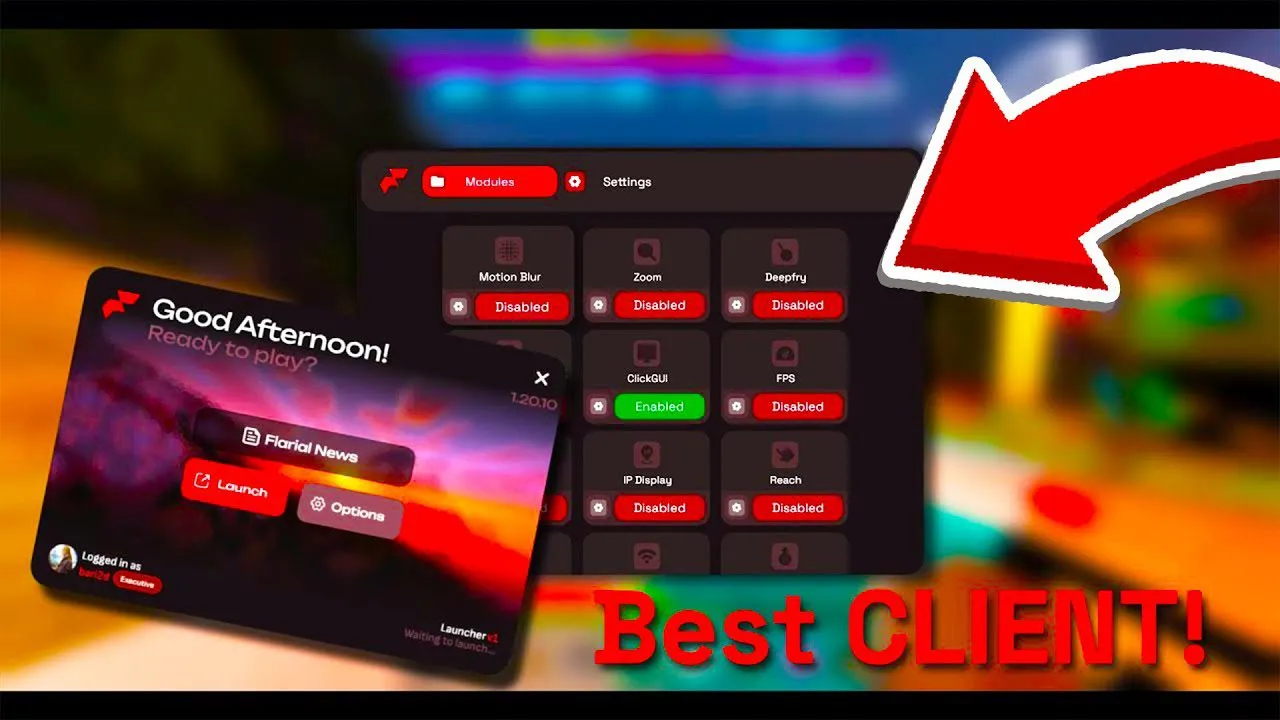 Modules
Settings
Motion Blur
Zoom
Deepfry
Disabled
Disabled
Disabled
ClickGUI
FPS
Enabled
Disabled
IP Display
Reach
Disabled
Disabled
Good Afternoon!
Ready to play?
1.20.10
Flarial News
Launch
Options
Logged in as
bari2d Executive
Launcher v1
Waiting to launch...
Best CLIENT!